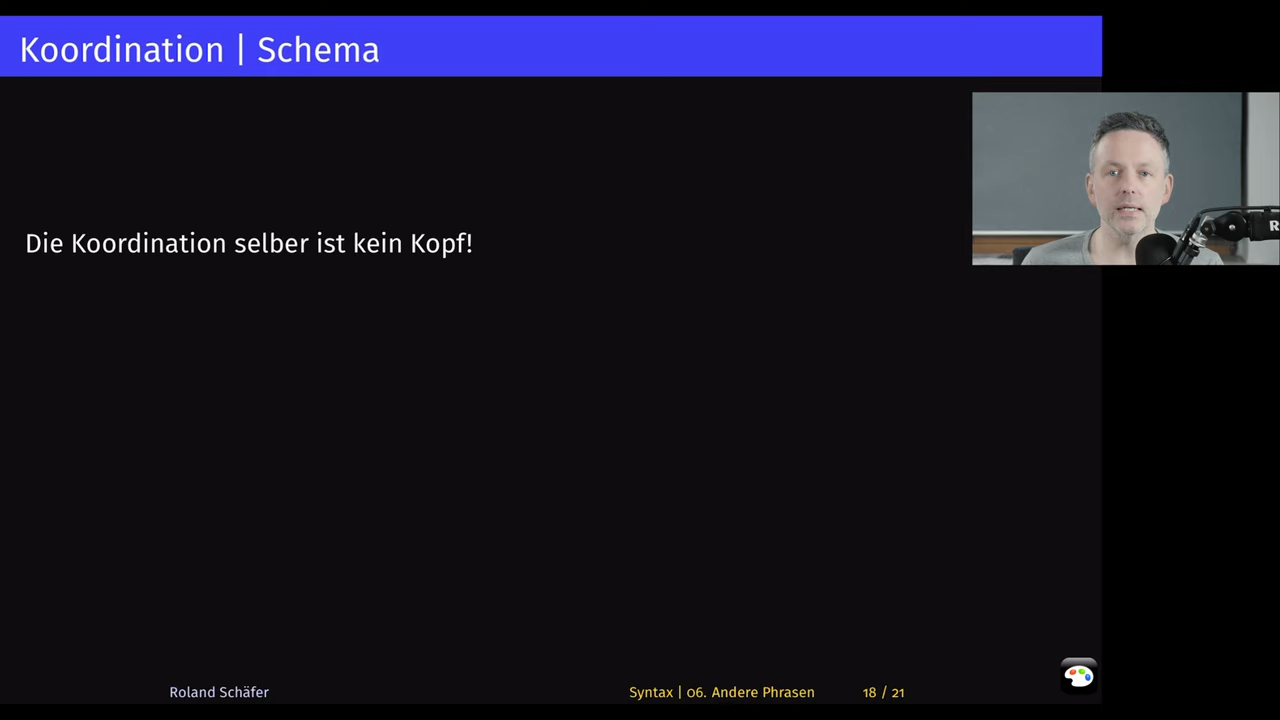 Koordination | Schema
Die Koordination selber ist kein Kopf!
R
Roland Schäfer
Syntax | 06. Andere Phrasen
18 / 21